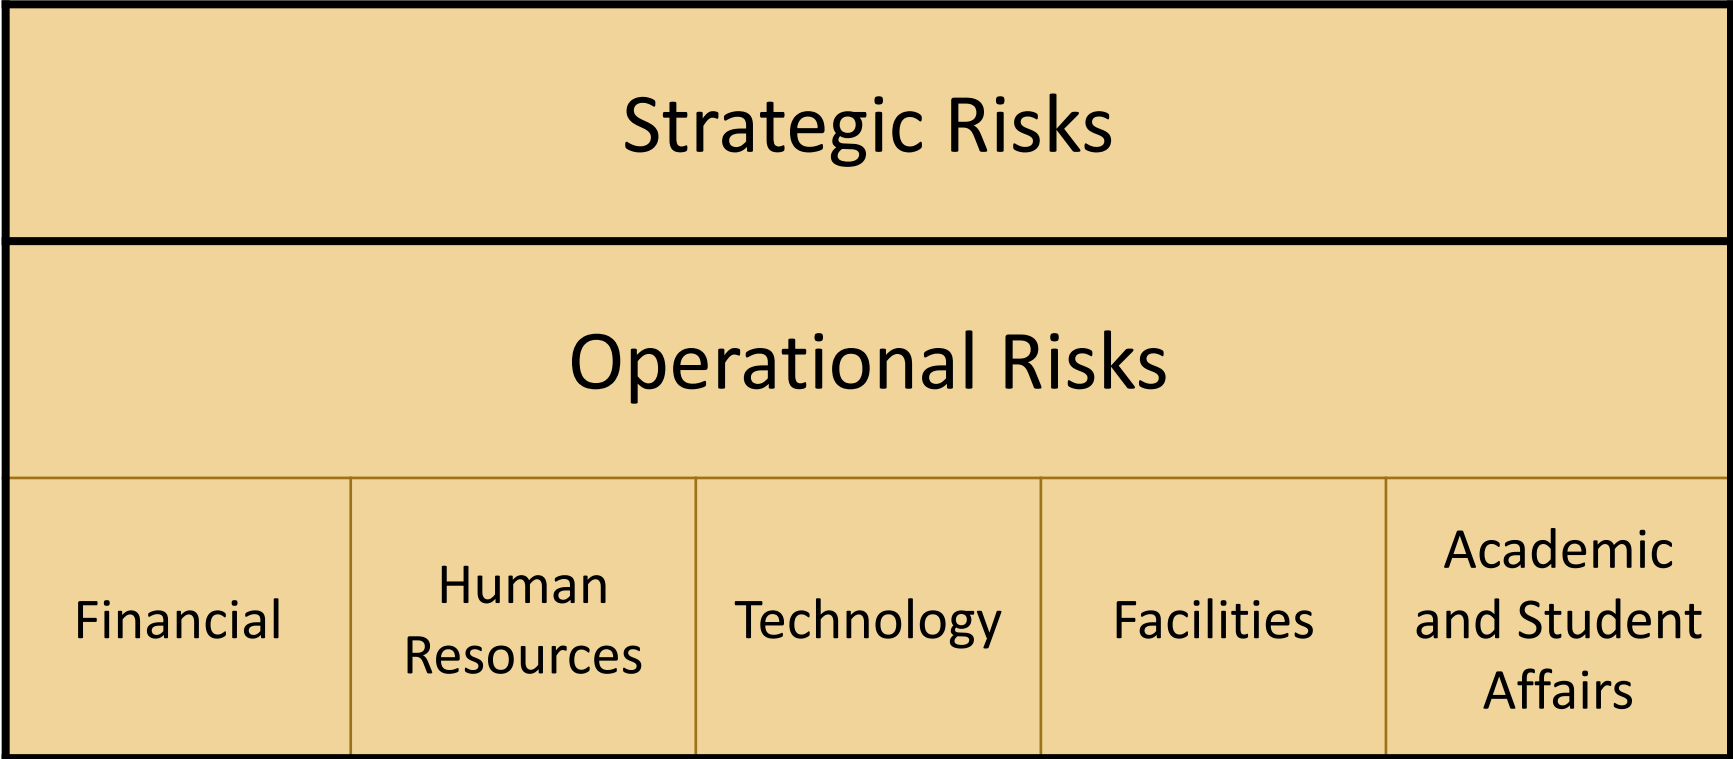 Strategic Risks
Operational Risks
Financial
Human
Resources
Technology
Facilities
Academic
and Student
Affairs